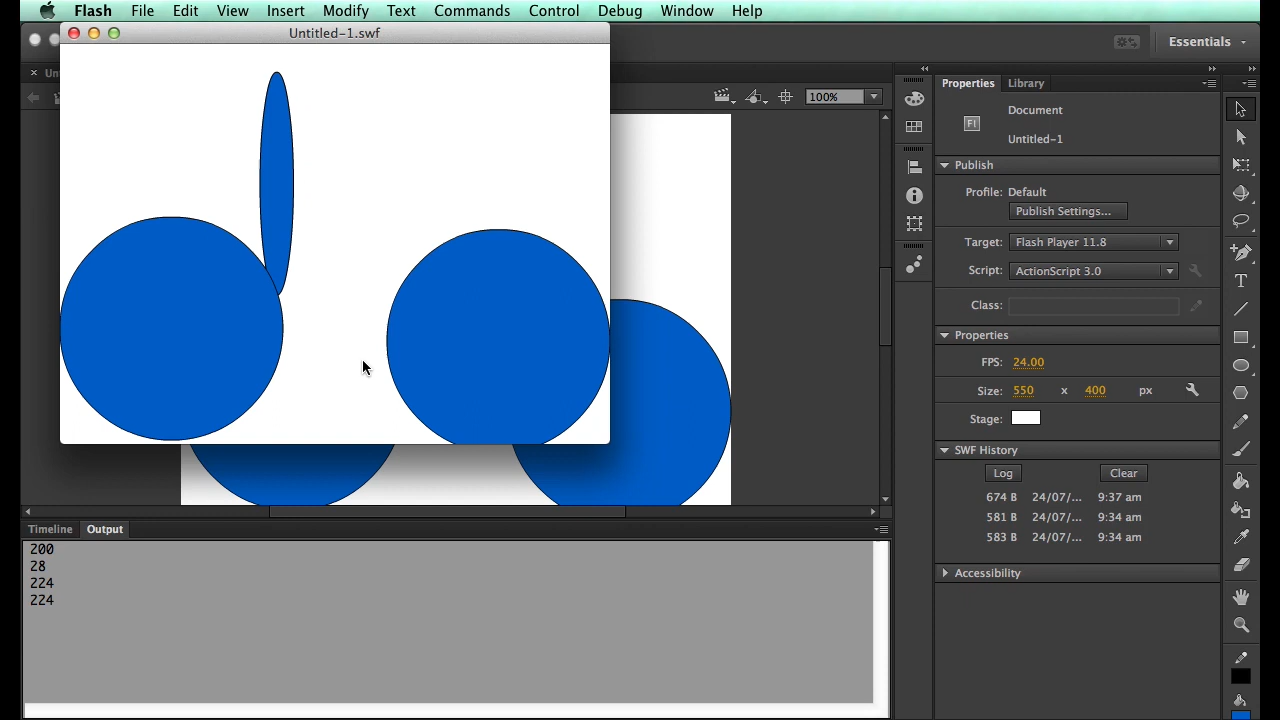 Flash File Edit View Insert Modify Text Commands Control Debug Window Help
Untitled-1.swf
Essentials
Un
100%
Properties Library
Document
Fl
Untitled-1
Publish
Profile: Default
Publish Settings...
Target: Flash Player 11.8
Script: ActionScript 3.0
Class:
Properties
FPS: 24.00
Size: 550 x 400 px
Stage:
SWF History
Log Clear
674 B 24/07/... 9:37 am
581 B 24/07/... 9:34 am
583 B 24/07/... 9:34 am
Accessibility
Timeline Output
200
28
224
224